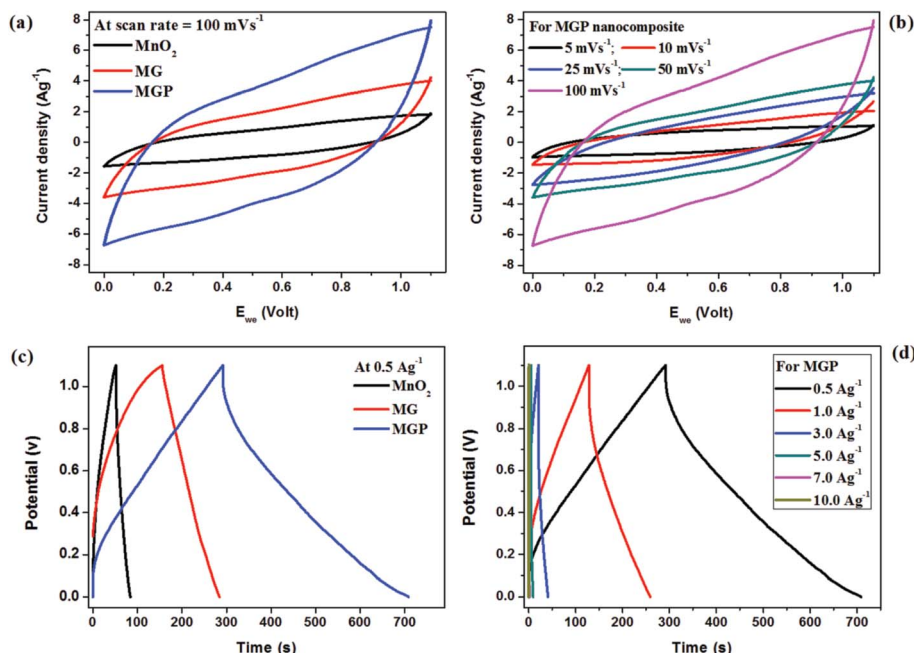 (a)
At scan rate = 100 mVs⁻¹
MnO₂
MG
MGP
Current density (Ag⁻¹)
8
6
4
2
0
-2
-4
-6
-8
0.0 0.2 0.4 0.6 0.8 1.0
E_we (Volt)
(b)
For MGP nanocomposite
5 mVs⁻¹; 10 mVs⁻¹
25 mVs⁻¹; 50 mVs⁻¹
100 mVs⁻¹
Current density (Ag⁻¹)
8
6
4
2
0
-2
-4
-6
-8
0.0 0.2 0.4 0.6 0.8 1.0
E_we (Volt)
(c)
At 0.5 Ag⁻¹
MnO₂
MG
MGP
Potential (v)
1.0
0.8
0.6
0.4
0.2
0.0
0 100 200 300 400 500 600 700
Time (s)
(d)
For MGP
0.5 Ag⁻¹
1.0 Ag⁻¹
3.0 Ag⁻¹
5.0 Ag⁻¹
7.0 Ag⁻¹
10.0 Ag⁻¹
Potential (V)
1.0
0.8
0.6
0.4
0.2
0.0
0 100 200 300 400 500 600 700
Time (s)